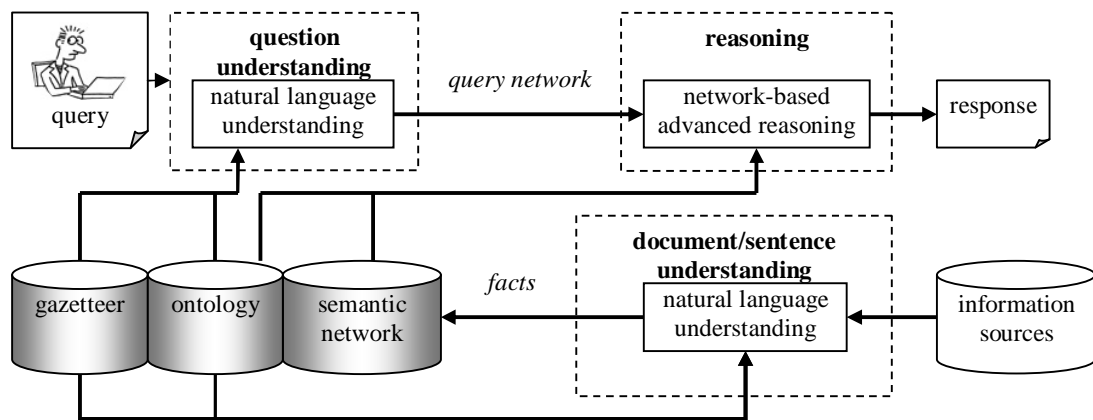 question
understanding
natural language
understanding
query
query network
reasoning
network-based
advanced reasoning
response
document/sentence
understanding
natural language
understanding
facts
gazetteer
ontology
semantic
network
information
sources